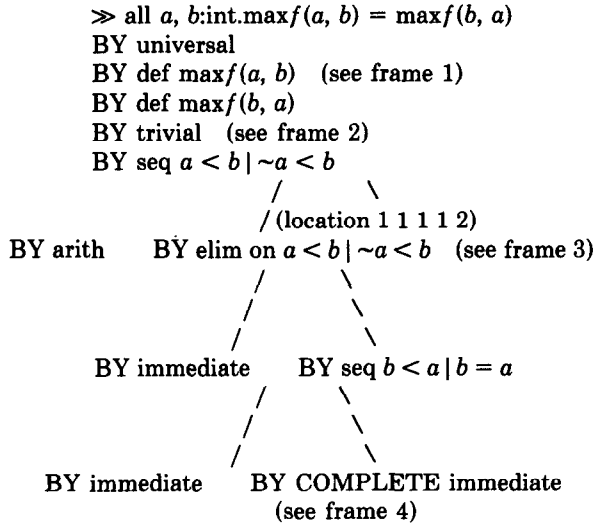 ≫ all a, b:int.maxf(a, b) = maxf(b, a)
BY universal
BY def maxf(a, b) (see frame 1)
BY def maxf(b, a)
BY trivial (see frame 2)
BY seq a < b | ~a < b
/ \
/ (location 1 1 1 1 2)
BY arith BY elim on a < b | ~a < b (see frame 3)
/ \
/ \
/ \
BY immediate BY seq b < a | b = a
/ \
/ \
/ \
BY immediate BY COMPLETE immediate
(see frame 4)